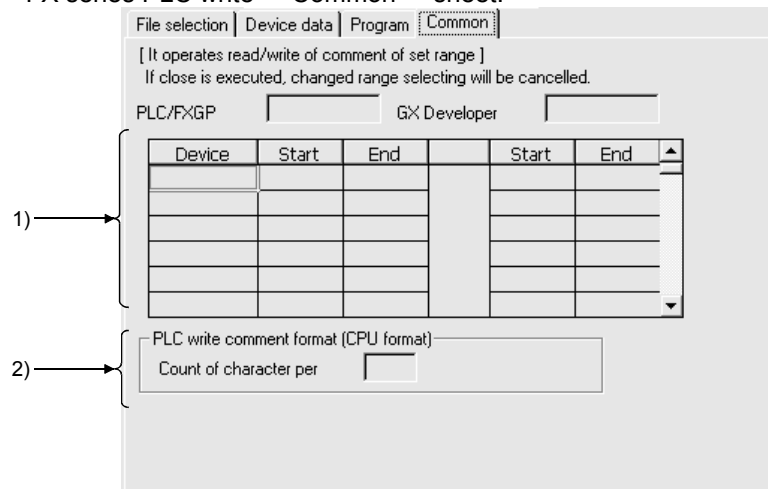 File selection Device data Program Common
[ It operates read/write of comment of set range ]
If close is executed, changed range selecting will be cancelled.
PLC/FXGP GX Developer
Device Start End Start End
1)
PLC write comment format (CPU format)
2) Count of character per